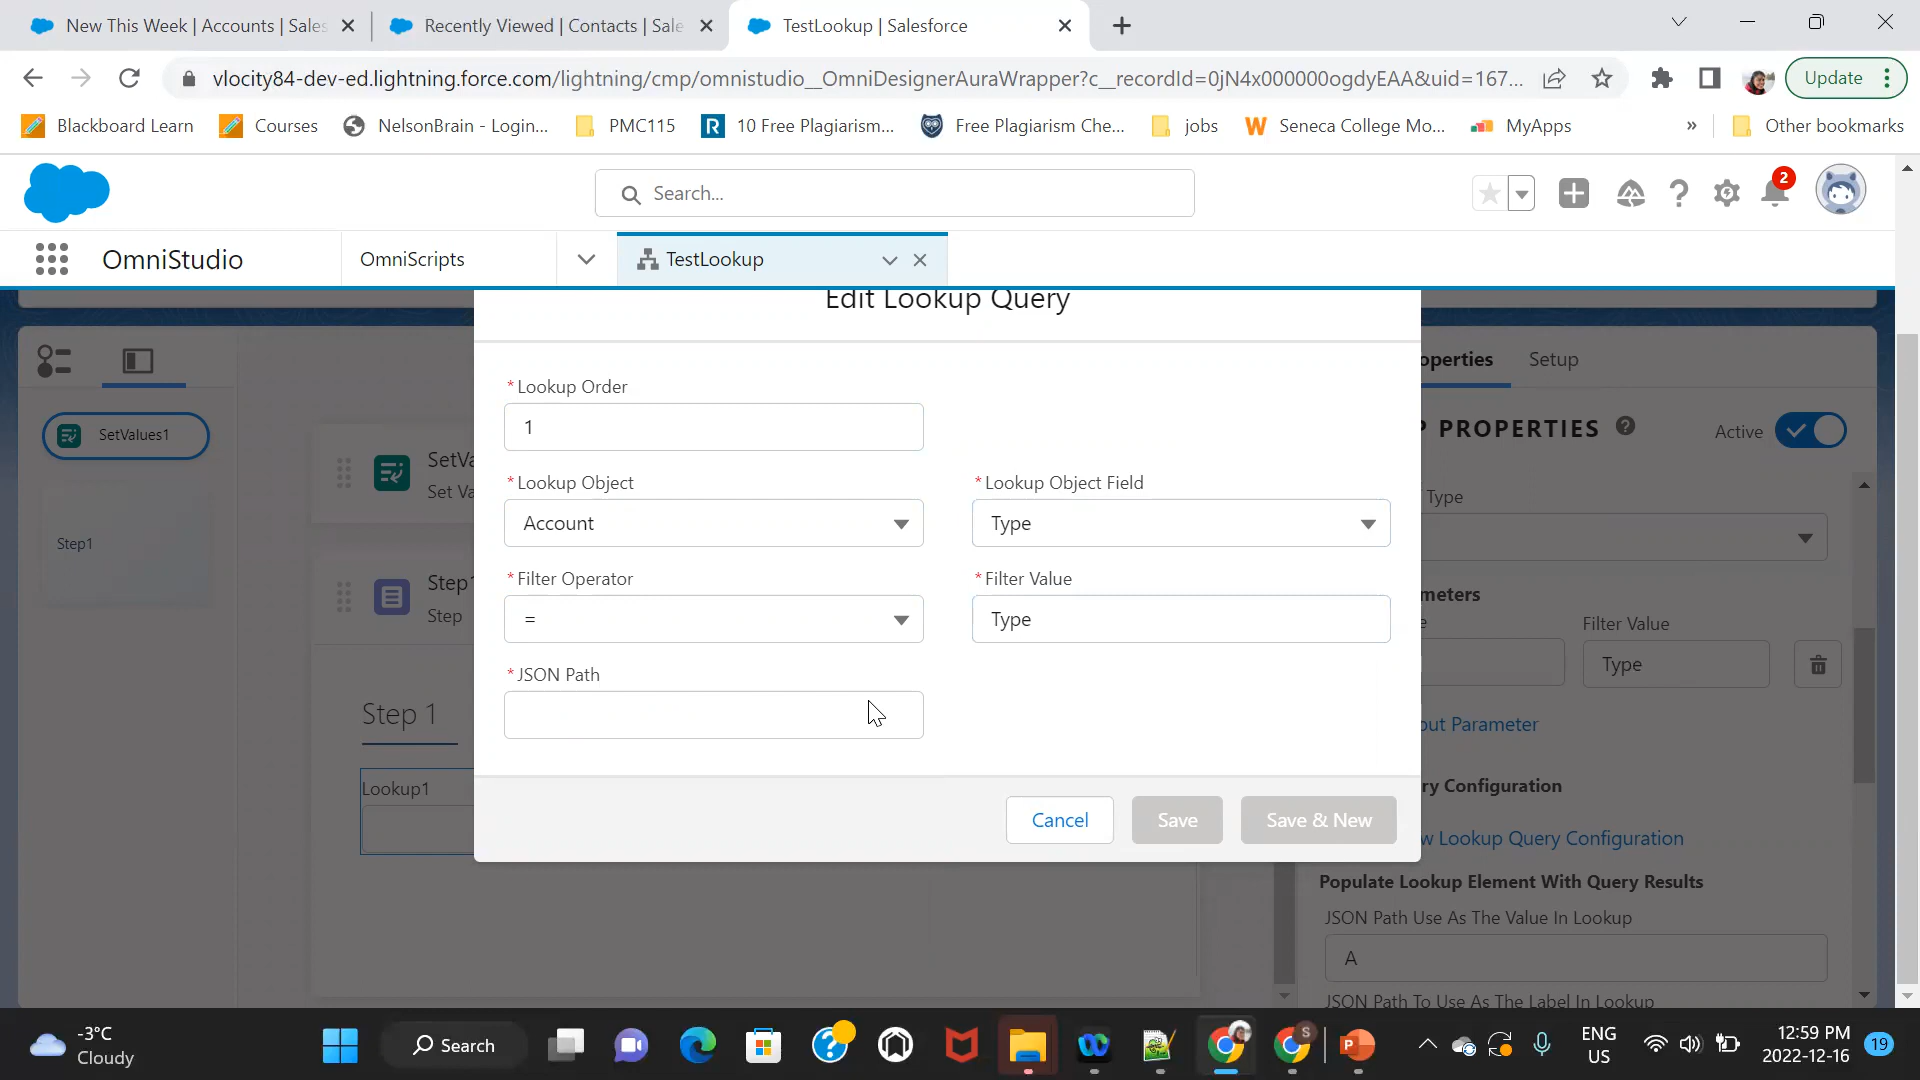 New This Week | Accounts | Sales
Recently Viewed | Contacts | Sale
TestLookup | Salesforce
vlocity84-dev-ed.lightning.force.com/lightning/cmp/omnistudio__OmniDesignerAuraWrapper?c__recordId=0jN4x000000ogdyEAA&uid=167...
Update
Blackboard Learn
Courses
NelsonBrain - Login...
PMC115
R
10 Free Plagiarism...
Free Plagiarism Che...
jobs
W
Seneca College Mo...
MyApps
»
Other bookmarks
Search...
2
OmniStudio
OmniScripts
TestLookup
Edit Lookup Query
*Lookup Order
1
*Lookup Object
Account
*Lookup Object Field
Type
*Filter Operator
=
*Filter Value
Type
*JSON Path
Cancel
Save
Save & New
SetValues1
Step1
SetVa
Set Va
Step1
Step
Step 1
Lookup1
operties
Setup
P PROPERTIES
Active
Type
meters
e
Filter Value
Type
out Parameter
ry Configuration
w Lookup Query Configuration
Populate Lookup Element With Query Results
JSON Path Use As The Value In Lookup
A
JSON Path To Use As The Label In Lookup
-3°C
Cloudy
Search
S
ENG
US
12:59 PM
2022-12-16
19